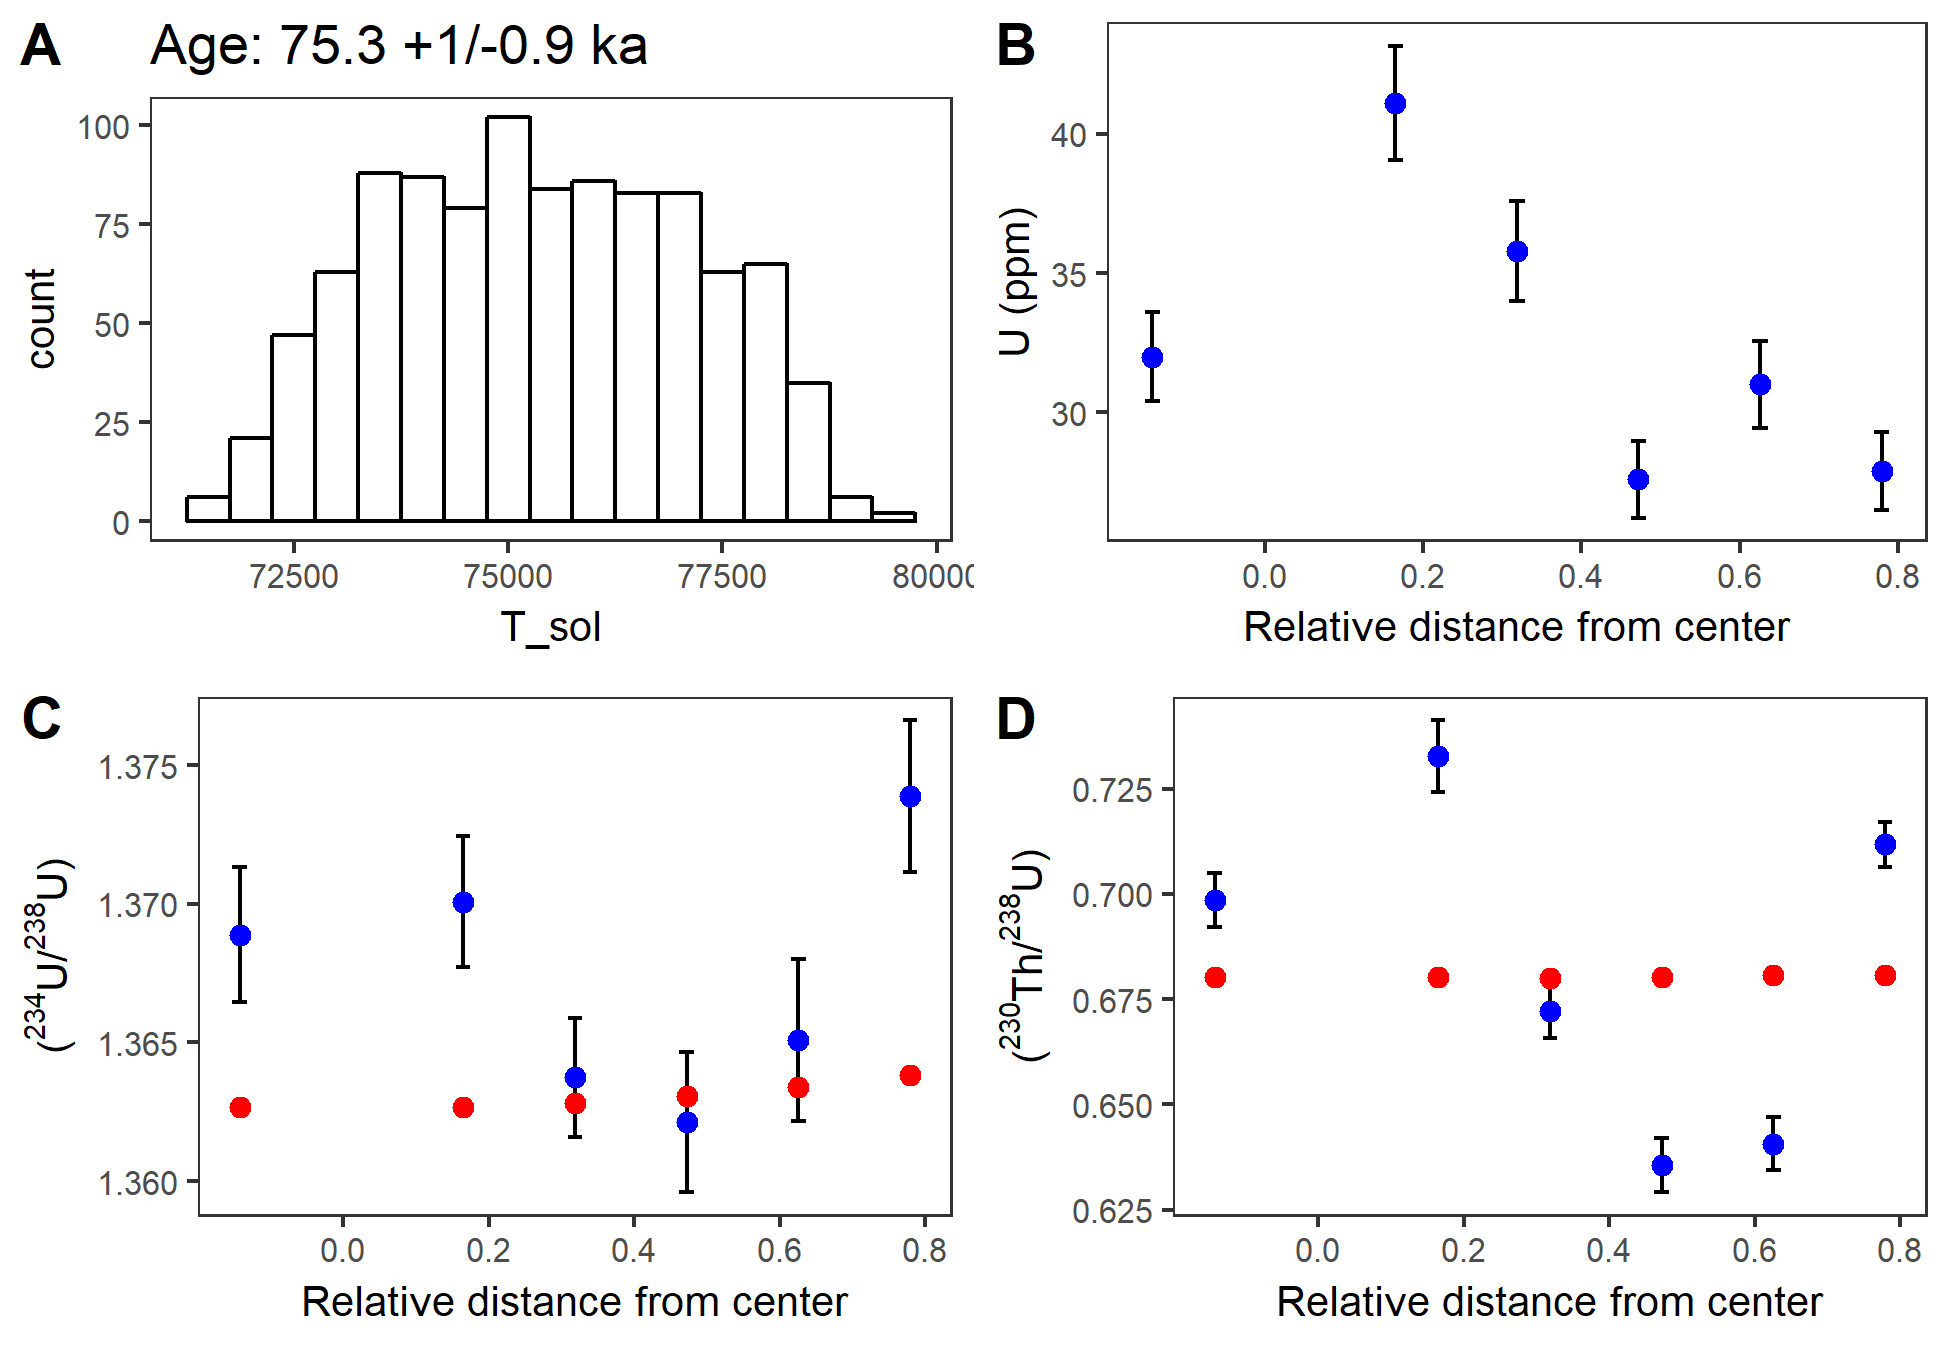 A
Age: 75.3 +1/-0.9 ka
100
75
50
25
0
count
72500
75000
77500
8000
T_sol
B
40
35
30
U (ppm)
0.0
0.2
0.4
0.6
0.8
Relative distance from center
C
1.375
1.370
1.365
1.360
(²³⁴U/²³⁸U)
0.0
0.2
0.4
0.6
0.8
Relative distance from center
D
0.725
0.700
0.675
0.650
0.625
(²³⁰Th/²³⁸U)
0.0
0.2
0.4
0.6
0.8
Relative distance from center